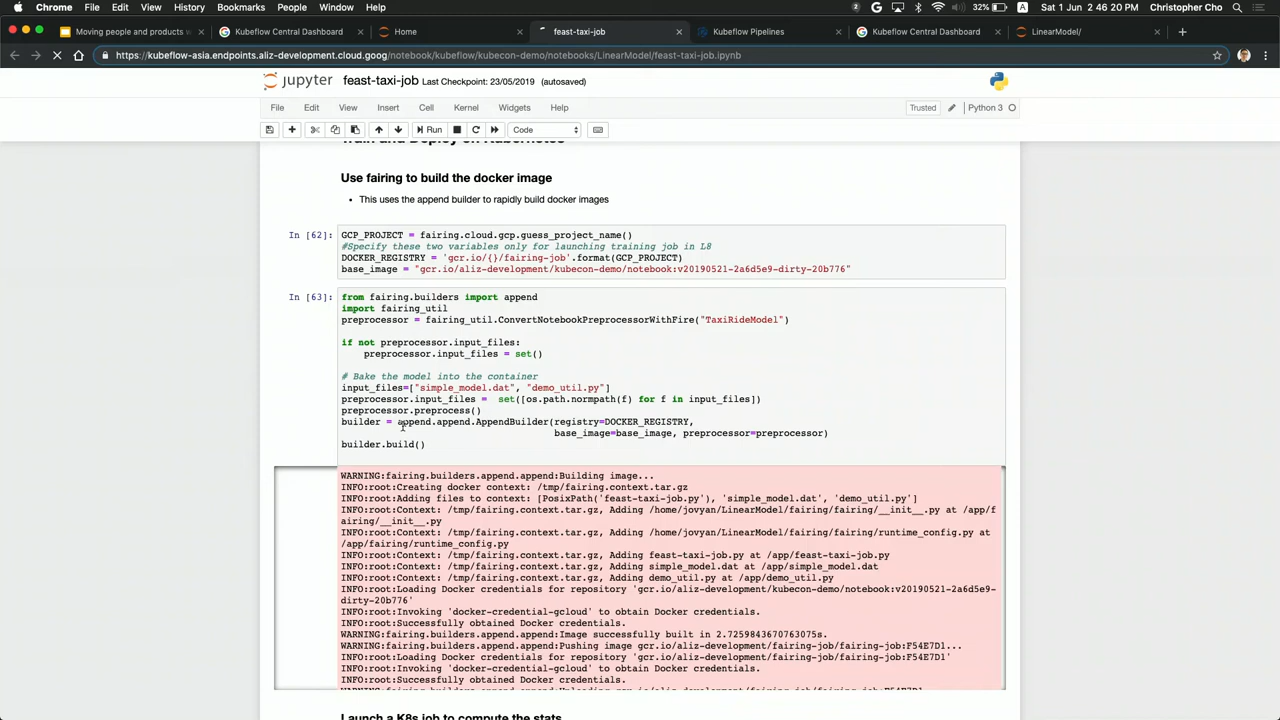 Chrome File Edit View History Bookmarks People Window Help 32% Sat 1 Jun 2 46 20 PM Christopher Cho
Moving people and products w
Kubeflow Central Dashboard
Home
feast-taxi-job
Kubeflow Pipelines
Kubeflow Central Dashboard
LinearModel/
https://kubeflow-asia.endpoints.aliz-development.cloud.goog/notebook/kubeflow/kubecon-demo/notebooks/LinearModel/feast-taxi-job.ipynb
jupyter feast-taxi-job Last Checkpoint: 23/05/2019 (autosaved)
File Edit View Insert Cell Kernel Widgets Help Trusted Python 3
Run Code
Train and Deploy on Kubernetes
Use fairing to build the docker image
• This uses the append builder to rapidly build docker images
In [62]: GCP_PROJECT = fairing.cloud.gcp.guess_project_name()
#Specify these two variables only for launching training job in L8
DOCKER_REGISTRY = 'gcr.io/{}/fairing-job'.format(GCP_PROJECT)
base_image = "gcr.io/aliz-development/kubecon-demo/notebook:v20190521-2a6d5e9-dirty-20b776"
In [63]: from fairing.builders import append
import fairing_util
preprocessor = fairing_util.ConvertNotebookPreprocessorWithFire("TaxiRideModel")
if not preprocessor.input_files:
preprocessor.input_files = set()
# Bake the model into the container
input_files=["simple_model.dat", "demo_util.py"]
preprocessor.input_files = set([os.path.normpath(f) for f in input_files])
preprocessor.preprocess()
builder = append.append.AppendBuilder(registry=DOCKER_REGISTRY,
base_image=base_image, preprocessor=preprocessor)
builder.build()
WARNING:fairing.builders.append.append:Building image...
INFO:root:Creating docker context: /tmp/fairing.context.tar.gz
INFO:root:Adding files to context: [PosixPath('feast-taxi-job.py'), 'simple_model.dat', 'demo_util.py']
INFO:root:Context: /tmp/fairing.context.tar.gz, Adding /home/jovyan/LinearModel/fairing/fairing/__init__.py at /app/f
airing/__init__.py
INFO:root:Context: /tmp/fairing.context.tar.gz, Adding /home/jovyan/LinearModel/fairing/fairing/runtime_config.py at
/app/fairing/runtime_config.py
INFO:root:Context: /tmp/fairing.context.tar.gz, Adding feast-taxi-job.py at /app/feast-taxi-job.py
INFO:root:Context: /tmp/fairing.context.tar.gz, Adding simple_model.dat at /app/simple_model.dat
INFO:root:Context: /tmp/fairing.context.tar.gz, Adding demo_util.py at /app/demo_util.py
INFO:root:Loading Docker credentials for repository 'gcr.io/aliz-development/kubecon-demo/notebook:v20190521-2a6d5e9-
dirty-20b776'
INFO:root:Invoking 'docker-credential-gcloud' to obtain Docker credentials.
INFO:root:Successfully obtained Docker credentials.
WARNING:fairing.builders.append.append:Image successfully built in 2.7259843670763075s.
WARNING:fairing.builders.append.append:Pushing image gcr.io/aliz-development/fairing-job/fairing-job:F54E7D1...
INFO:root:Loading Docker credentials for repository 'gcr.io/aliz-development/fairing-job/fairing-job:F54E7D1'
INFO:root:Invoking 'docker-credential-gcloud' to obtain Docker credentials.
INFO:root:Successfully obtained Docker credentials.
WARNING:fairing.builders.append.append:Uploading gcr.io/aliz-development/fairing-job/fairing-job:F54E7D1
Launch a K8s job to compute the stats